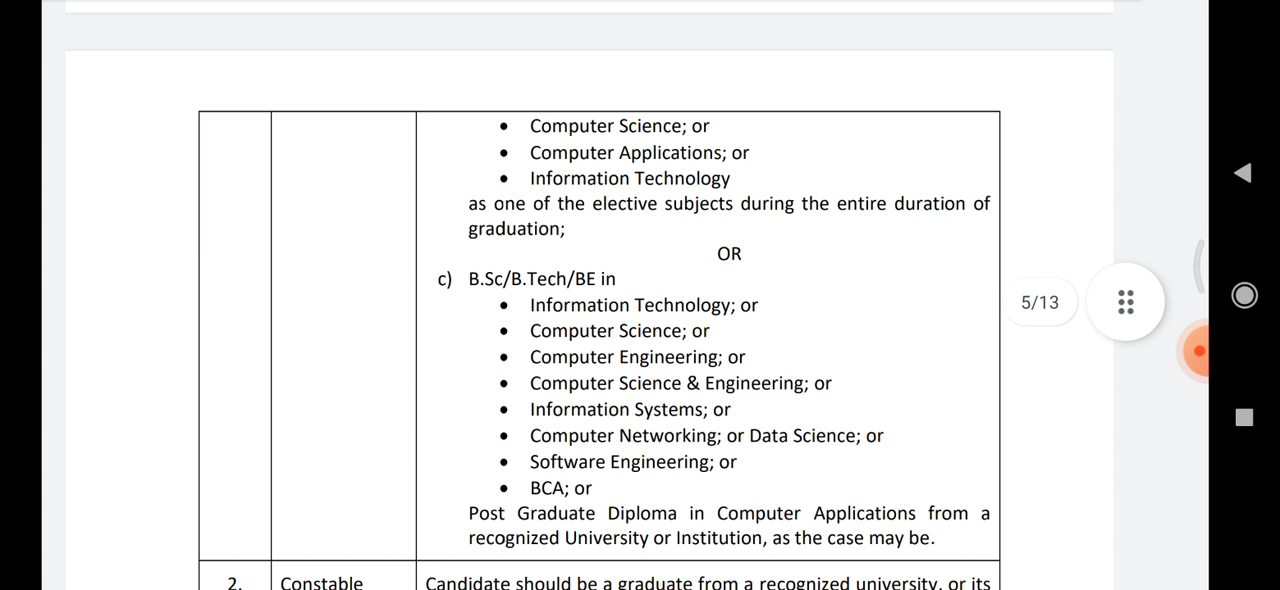 • Computer Science; or
• Computer Applications; or
• Information Technology
as one of the elective subjects during the entire duration of
graduation;
OR
c) B.Sc/B.Tech/BE in
• Information Technology; or
• Computer Science; or
• Computer Engineering; or
• Computer Science & Engineering; or
• Information Systems; or
• Computer Networking; or Data Science; or
• Software Engineering; or
• BCA; or
Post Graduate Diploma in Computer Applications from a
recognized University or Institution, as the case may be.
2. Constable Candidate should be a graduate from a recognized university, or its
5/13